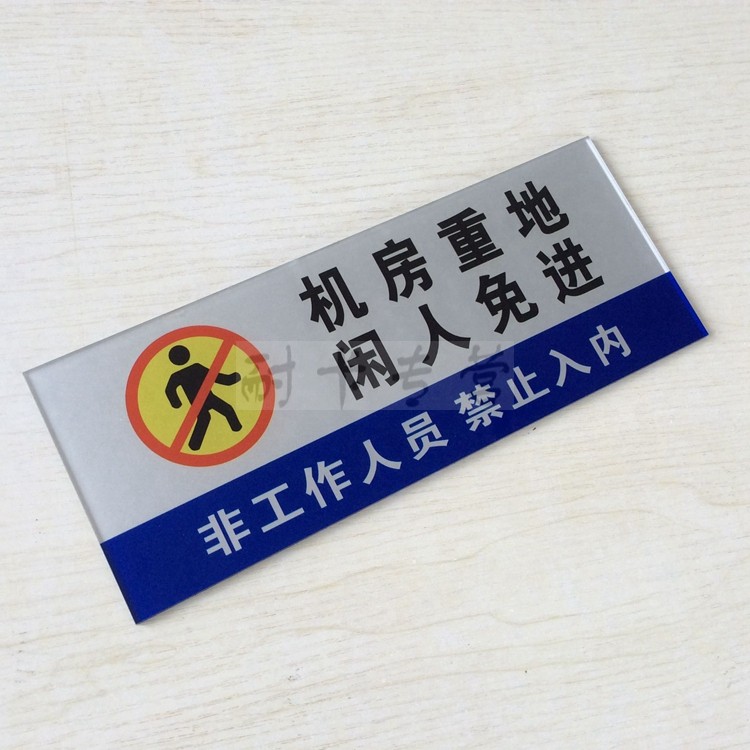 机房重地
闲人免进
非工作人员 禁止入内